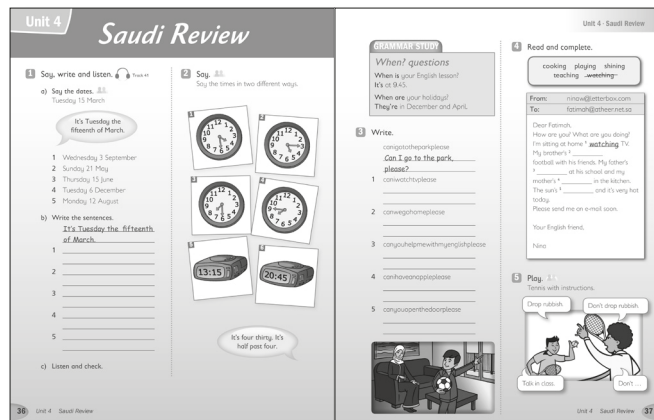 Unit 4
Saudi Review
1 Say, write and listen. Track 41
a) Say the dates.
Tuesday 15 March
It's Tuesday the
fifteenth of March.
1 Wednesday 3 September
2 Sunday 21 May
3 Thursday 15 June
4 Tuesday 6 December
5 Monday 12 August
b) Write the sentences.
It's Tuesday the fifteenth
of March.
1
2
3
4
5
c) Listen and check.
2 Say.
Say the times in two different ways.
1
2
3
4
5
13:15
6
20:45
It's four thirty. It's
half past four.
36 Unit 4 Saudi Review
Unit 4 · Saudi Review
GRAMMAR STUDY
When? questions
When is your English lesson?
It's at 9.45.
When are your holidays?
They're in December and April.
3 Write.
canigototheparkplease
Can I go to the park,
please?
1 caniwatchtvplease
2 canwegohomeplease
3 canyouhelpmewithmyenglishplease
4 canihaveanappleplease
5 canyouopenthedoorplease
4 Read and complete.
cooking playing shining
teaching watching
From: ninaw@letterbox.com
To: fatimah@atheer.net.sa
Dear Fatimah,
How are you? What are you doing?
I'm sitting at home 1 watching TV.
My brother's 2
football with his friends. My father's
3 at his school and my
mother's 4 in the kitchen.
The sun's 5 and it's very hot
today.
Please send me an e-mail soon.
Your English friend,
Nina
5 Play.
Tennis with instructions.
Drop rubbish.
Don't drop rubbish.
Talk in class.
Don't ...
Unit 4 Saudi Review 37